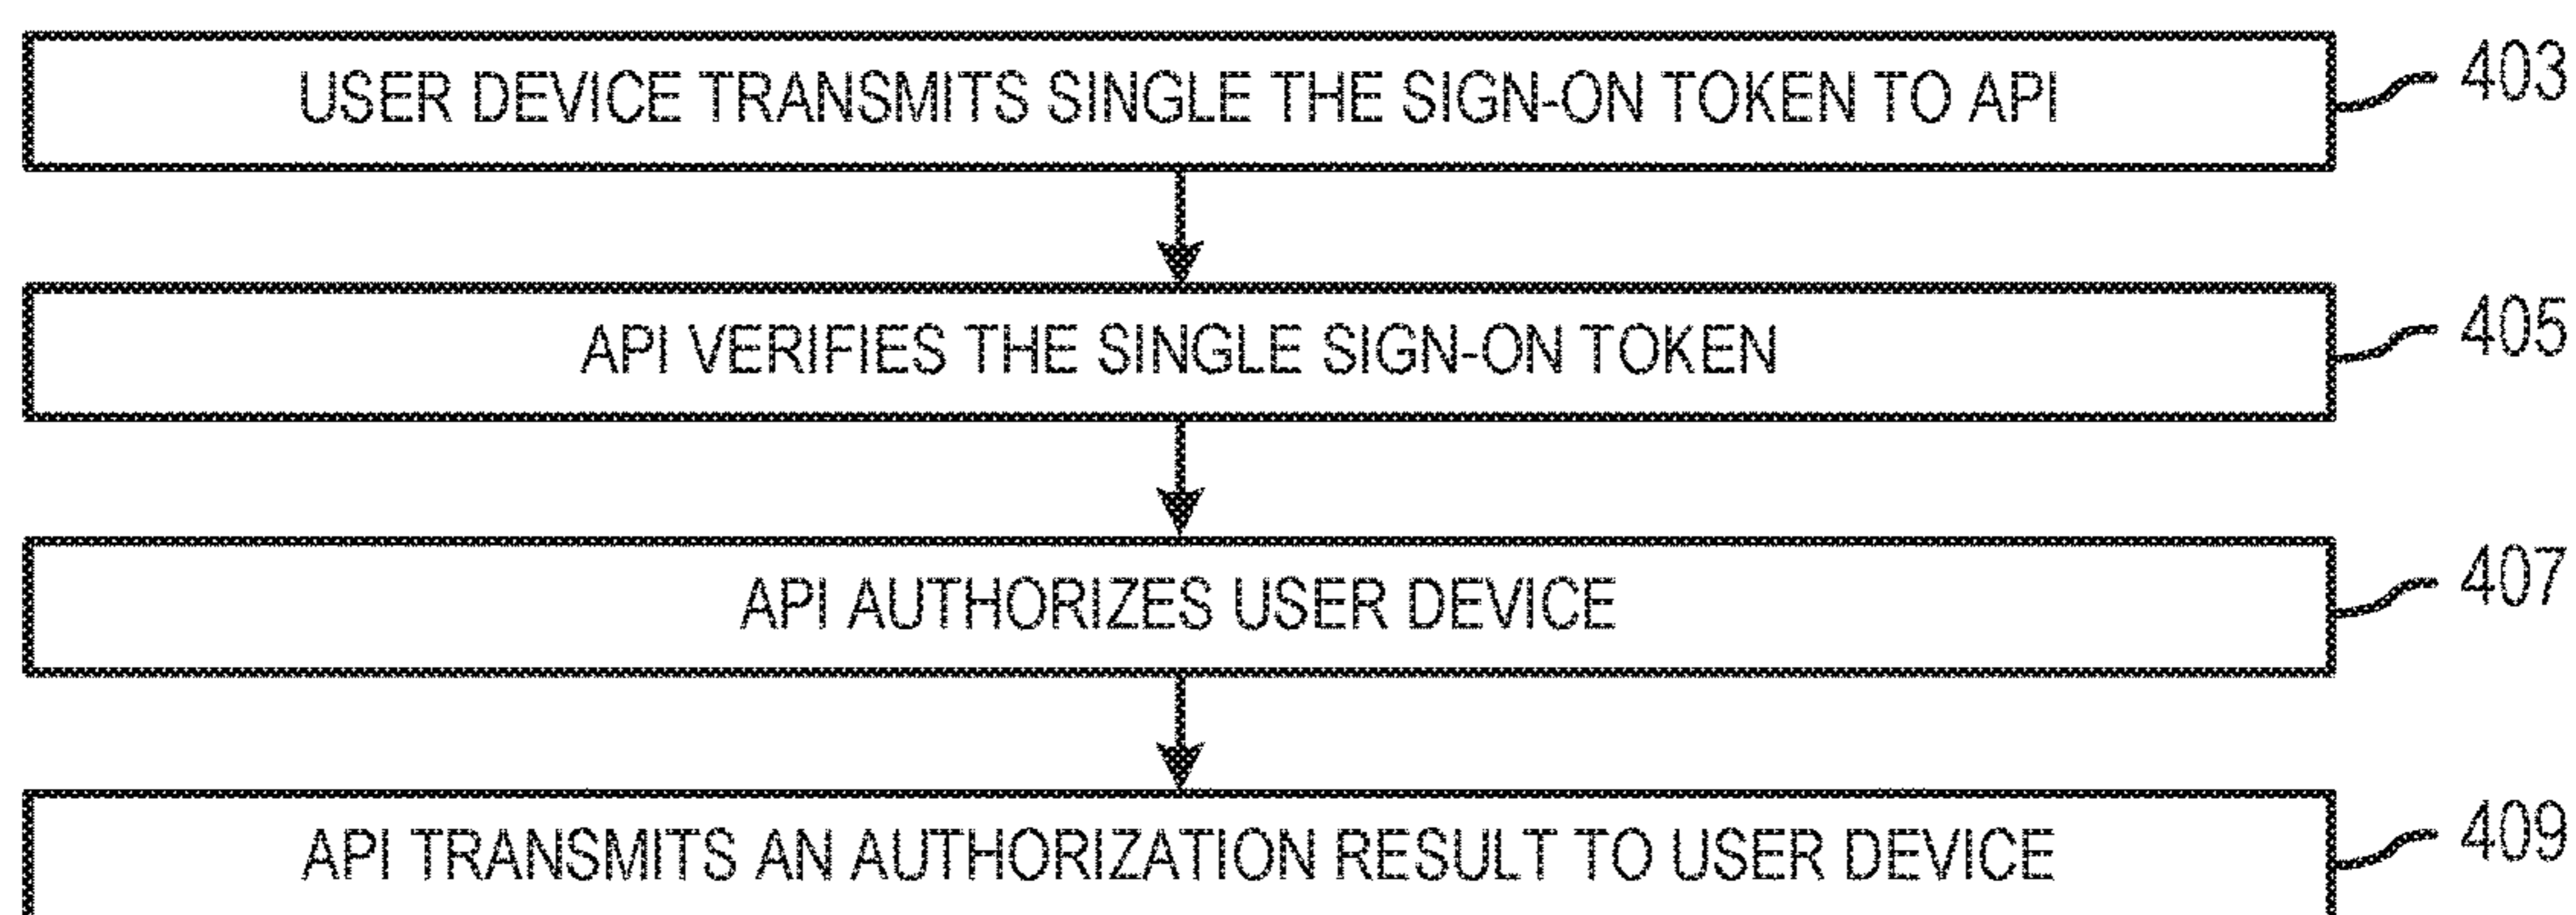 USER DEVICE TRANSMITS SINGLE THE SIGN-ON TOKEN TO API
403
API VERIFIES THE SINGLE SIGN-ON TOKEN
405
API AUTHORIZES USER DEVICE
407
API TRANSMITS AN AUTHORIZATION RESULT TO USER DEVICE
409